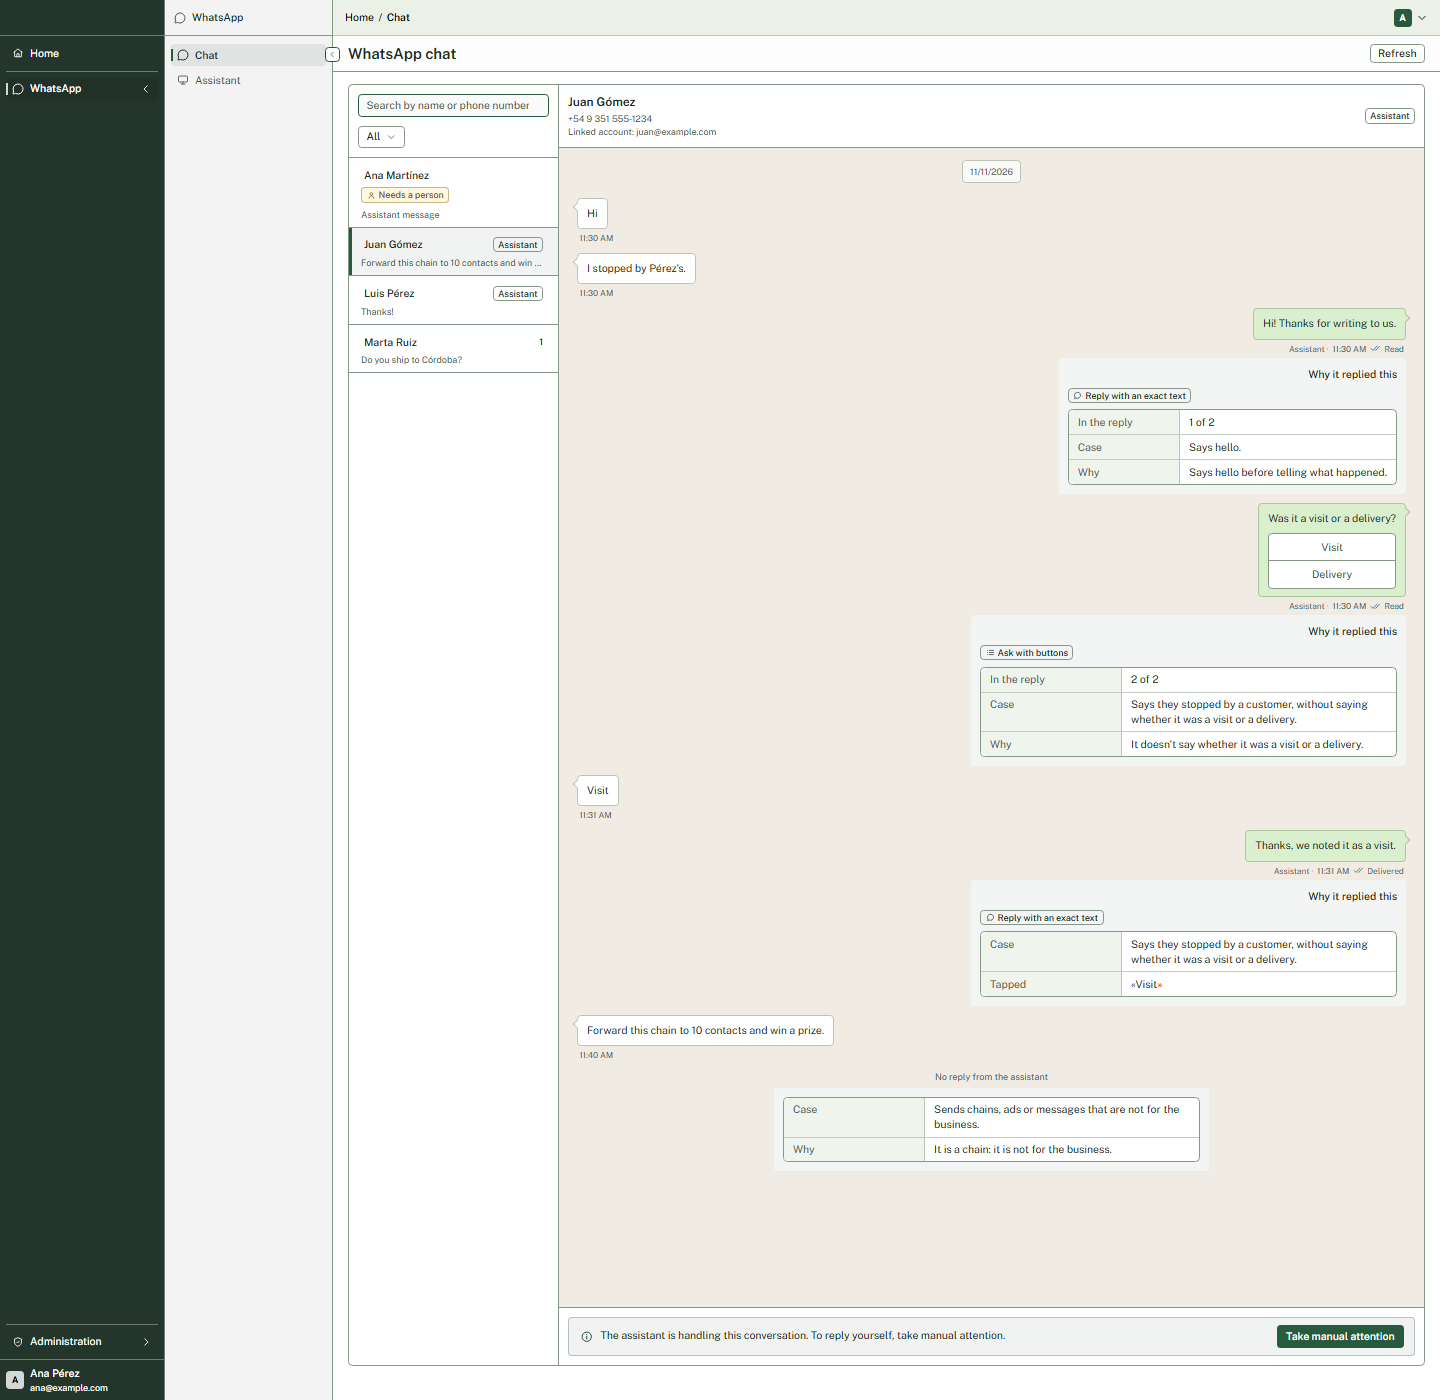 WhatsApp
Home / Chat
A
Home
WhatsApp
Chat
Assistant
WhatsApp chat
Refresh
Search by name or phone number
All
Ana Martínez
Needs a person
Assistant message
Juan Gómez
Assistant
Forward this chain to 10 contacts and win ...
Luis Pérez
Assistant
Thanks!
Marta Ruiz
1
Do you ship to Córdoba?
Juan Gómez
+54 9 351 555-1234
Linked account: juan@example.com
Assistant
11/11/2026
Hi
11:30 AM
I stopped by Pérez's.
11:30 AM
Hi! Thanks for writing to us.
Assistant · 11:30 AM Read
Why it replied this
Reply with an exact text
In the reply 1 of 2
Case Says hello.
Why Says hello before telling what happened.
Was it a visit or a delivery?
Visit
Delivery
Assistant · 11:30 AM Read
Why it replied this
Ask with buttons
In the reply 2 of 2
Case Says they stopped by a customer, without saying
whether it was a visit or a delivery.
Why It doesn't say whether it was a visit or a delivery.
Visit
11:31 AM
Thanks, we noted it as a visit.
Assistant · 11:31 AM Delivered
Why it replied this
Reply with an exact text
Case Says they stopped by a customer, without saying
whether it was a visit or a delivery.
Tapped «Visit»
Forward this chain to 10 contacts and win a prize.
11:40 AM
No reply from the assistant
Case Sends chains, ads or messages that are not for the
business.
Why It is a chain: it is not for the business.
The assistant is handling this conversation. To reply yourself, take manual attention.
Take manual attention
Administration
A
Ana Pérez
ana@example.com